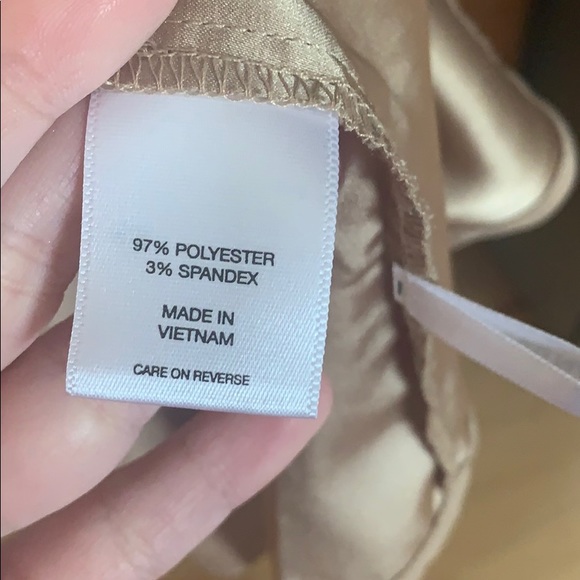 97% POLYESTER
3% SPANDEX
MADE IN
VIETNAM
CARE ON REVERSE